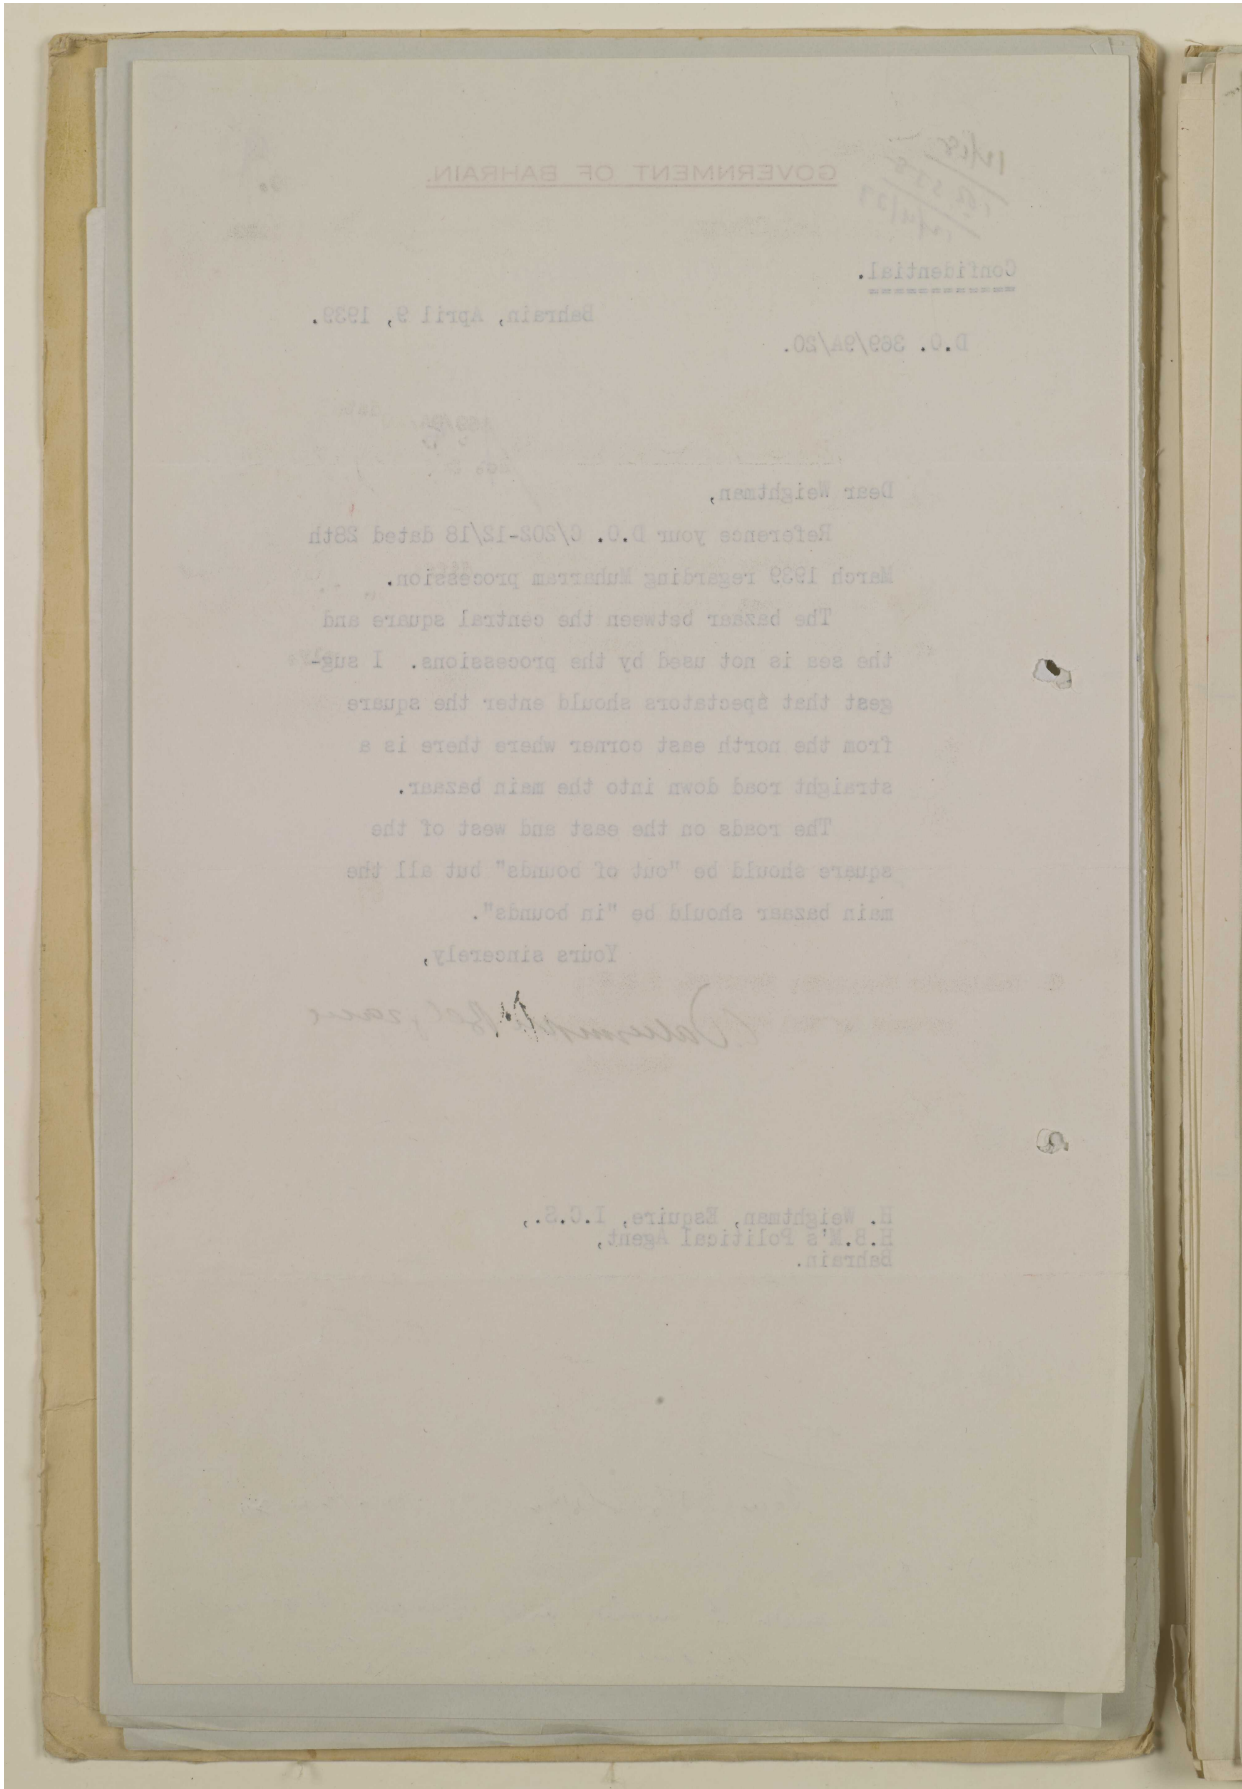 GOVERNMENT OF BAHRAIN.
Confidential.
Bahrain, April 9, 1939.
D.O. 369/9A/20.
Dear Weightman,
Reference your D.O. C/202-12/18 dated 28th
March 1939 regarding Muharram procession.
The bazaar between the central square and
the sea is not used by the processions. I sug-
gest that spectators should enter the square
from the north east corner where there is a
straight road down into the main bazaar.
The roads on the east and west of the
square should be "out of bounds" but all the
main bazaar should be "in bounds".
Yours sincerely,
H. Weightman, Esquire, I.C.S.,
H.B.M's Political Agent,
Bahrain.